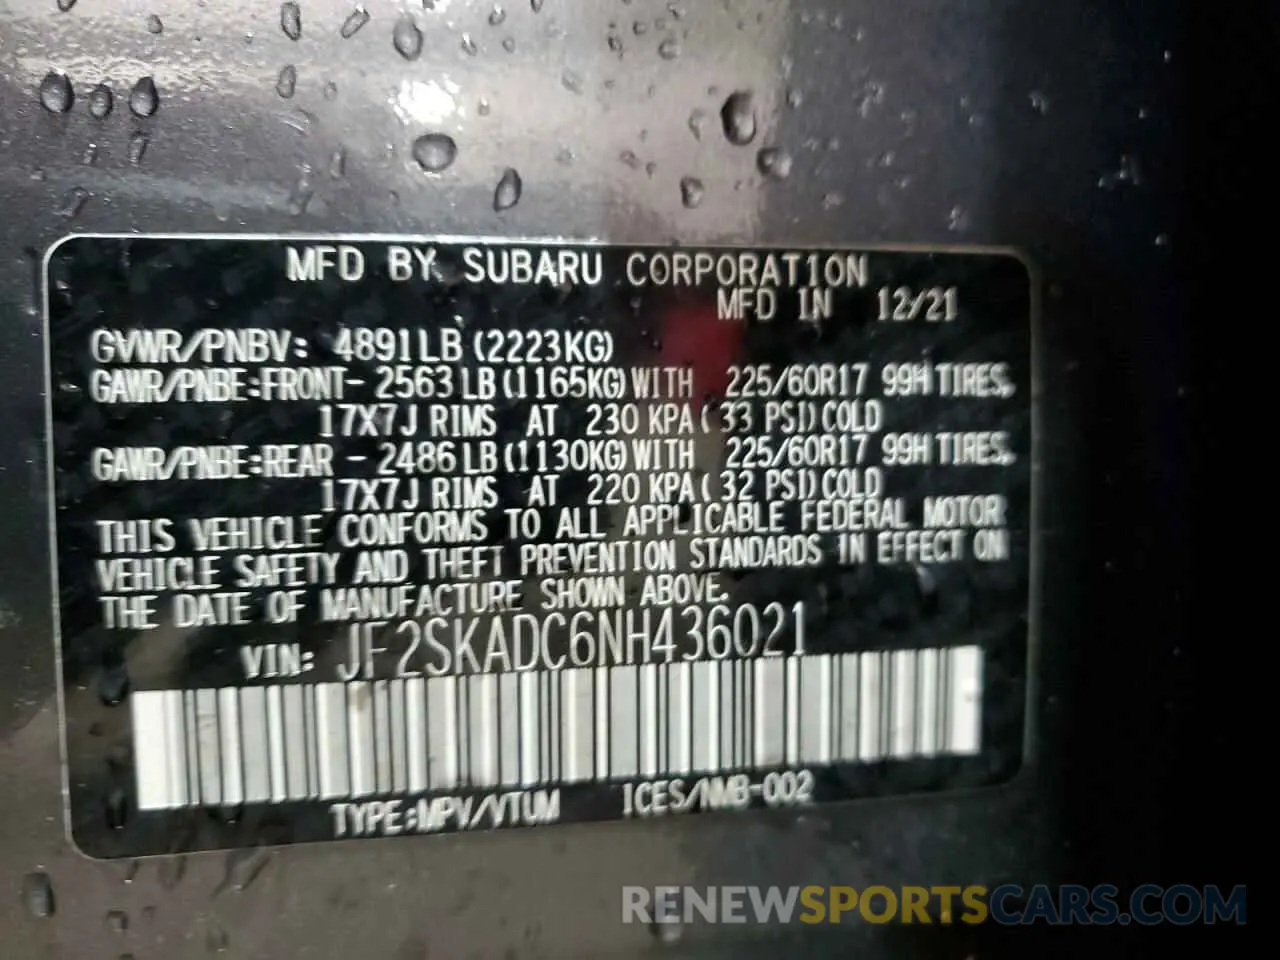 MFD BY SUBARU CORPORATION
MFD IN 12/21
GVWR/PNBV: 4891LB (2223KG)
GAWR/PNBE:FRONT- 2563 LB (1165KG) WITH 225/60R17 99H TIRES,
17X7J RIMS AT 230 KPA ( 33 PSI) COLD
GAWR/PNBE:REAR - 2486 LB (1130KG) WITH 225/60R17 99H TIRES,
17X7J RIMS AT 220 KPA ( 32 PSI) COLD
THIS VEHICLE CONFORMS TO ALL APPLICABLE FEDERAL MOTOR
VEHICLE SAFETY AND THEFT PREVENTION STANDARDS IN EFFECT ON
THE DATE OF MANUFACTURE SHOWN ABOVE.
VIN: JF2SKADC6NH436021
TYPE:MPV/VTUM ICES/NMB-002
RENEWSPORTSCARS.COM